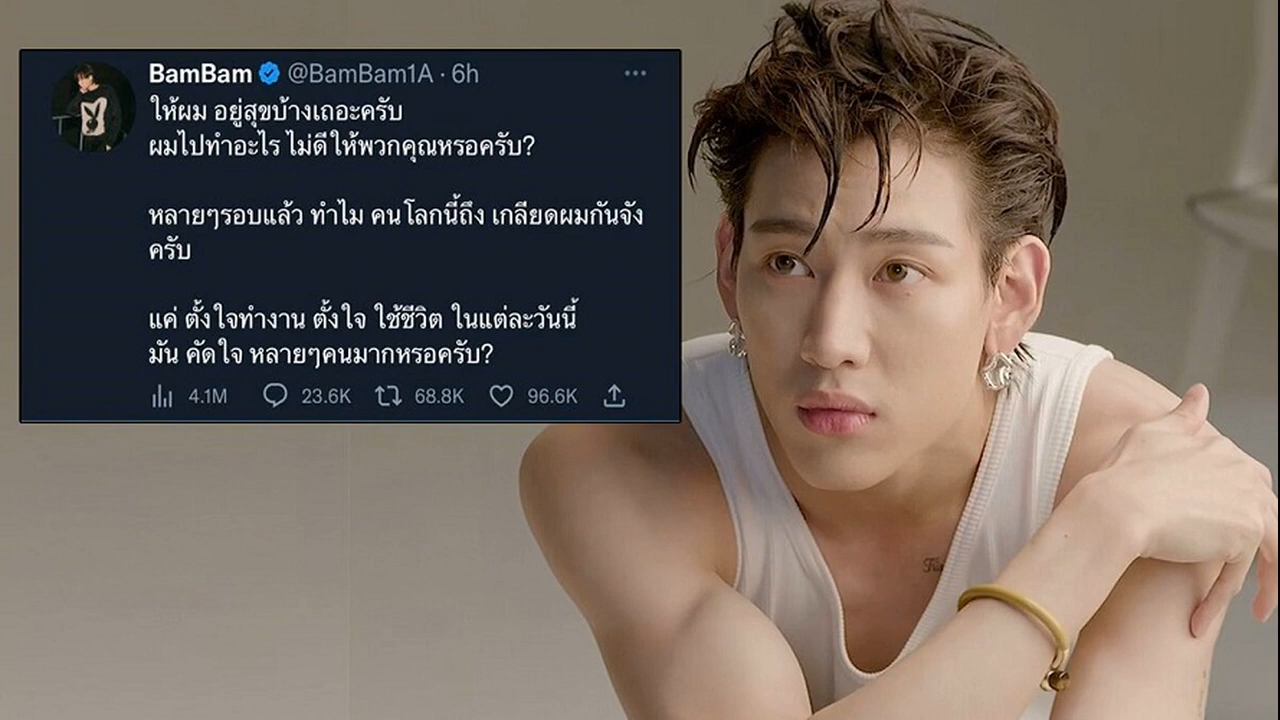 BamBam @BamBam1A · 6h
ให้ผม อยู่สุขบ้างเถอะครับ
ผมไปทำอะไร ไม่ดีให้พวกคุณหรอครับ?
หลายๆรอบแล้ว ทำไม คนโลกนี้ถึง เกลียดผมกันจัง
ครับ
แค่ ตั้งใจทำงาน ตั้งใจ ใช้ชีวิต ในแต่ละวันนี้
มัน คัดใจ หลายๆคนมากหรอครับ?
4.1M 23.6K 68.8K 96.6K